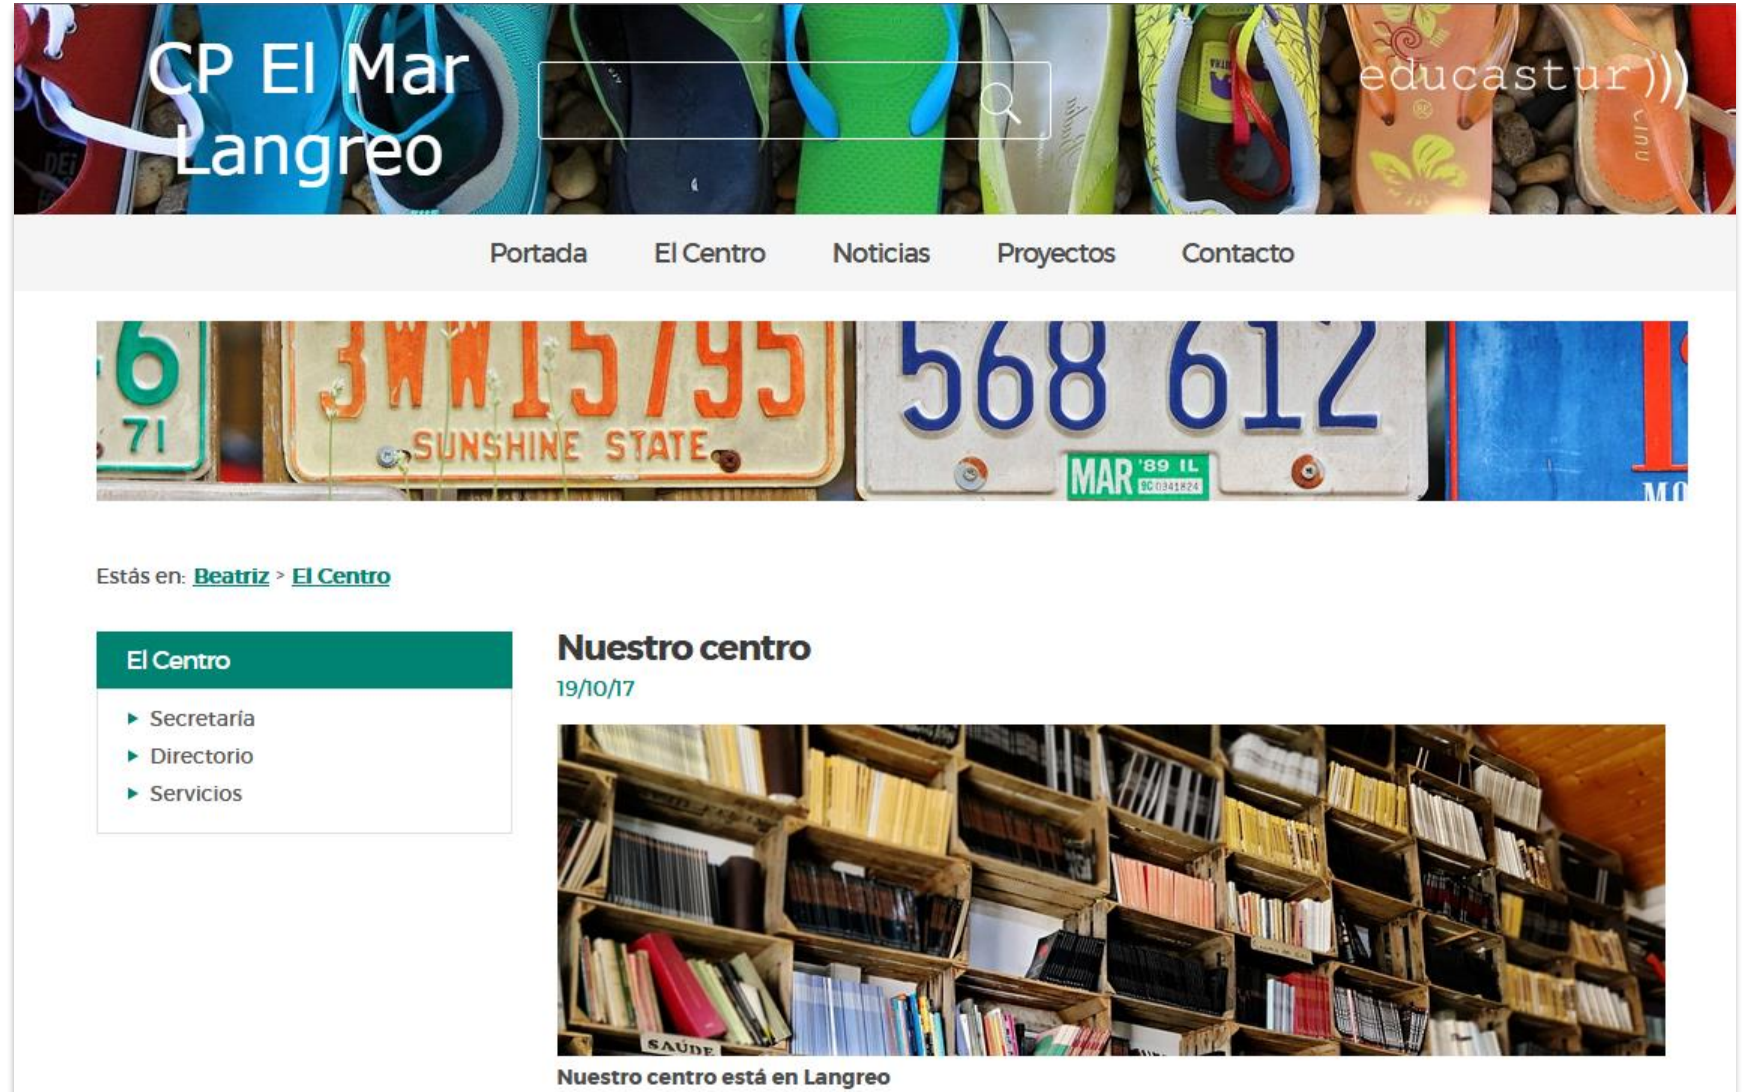 CP El Mar
Langreo
educastur)))
Portada El Centro Noticias Proyectos Contacto
6
71
3WW15795
SUNSHINE STATE
568 612
MAR '89 IL
9C0341824
MO
Estás en: Beatriz > El Centro
El Centro
Secretaría
Directorio
Servicios
Nuestro centro
19/10/17
SAÚDE
Nuestro centro está en Langreo